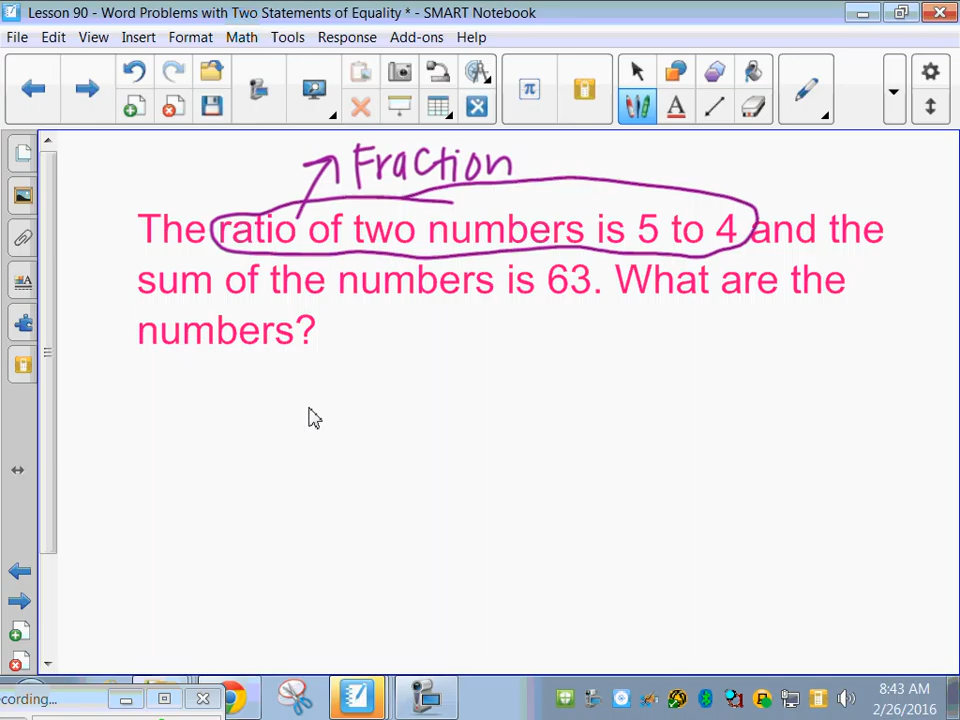 Lesson 90 - Word Problems with Two Statements of Equality * - SMART Notebook
File Edit View Insert Format Math Tools Response Add-ons Help
Fraction
The ratio of two numbers is 5 to 4 and the
sum of the numbers is 63. What are the
numbers?
ecording...
8:43 AM
2/26/2016